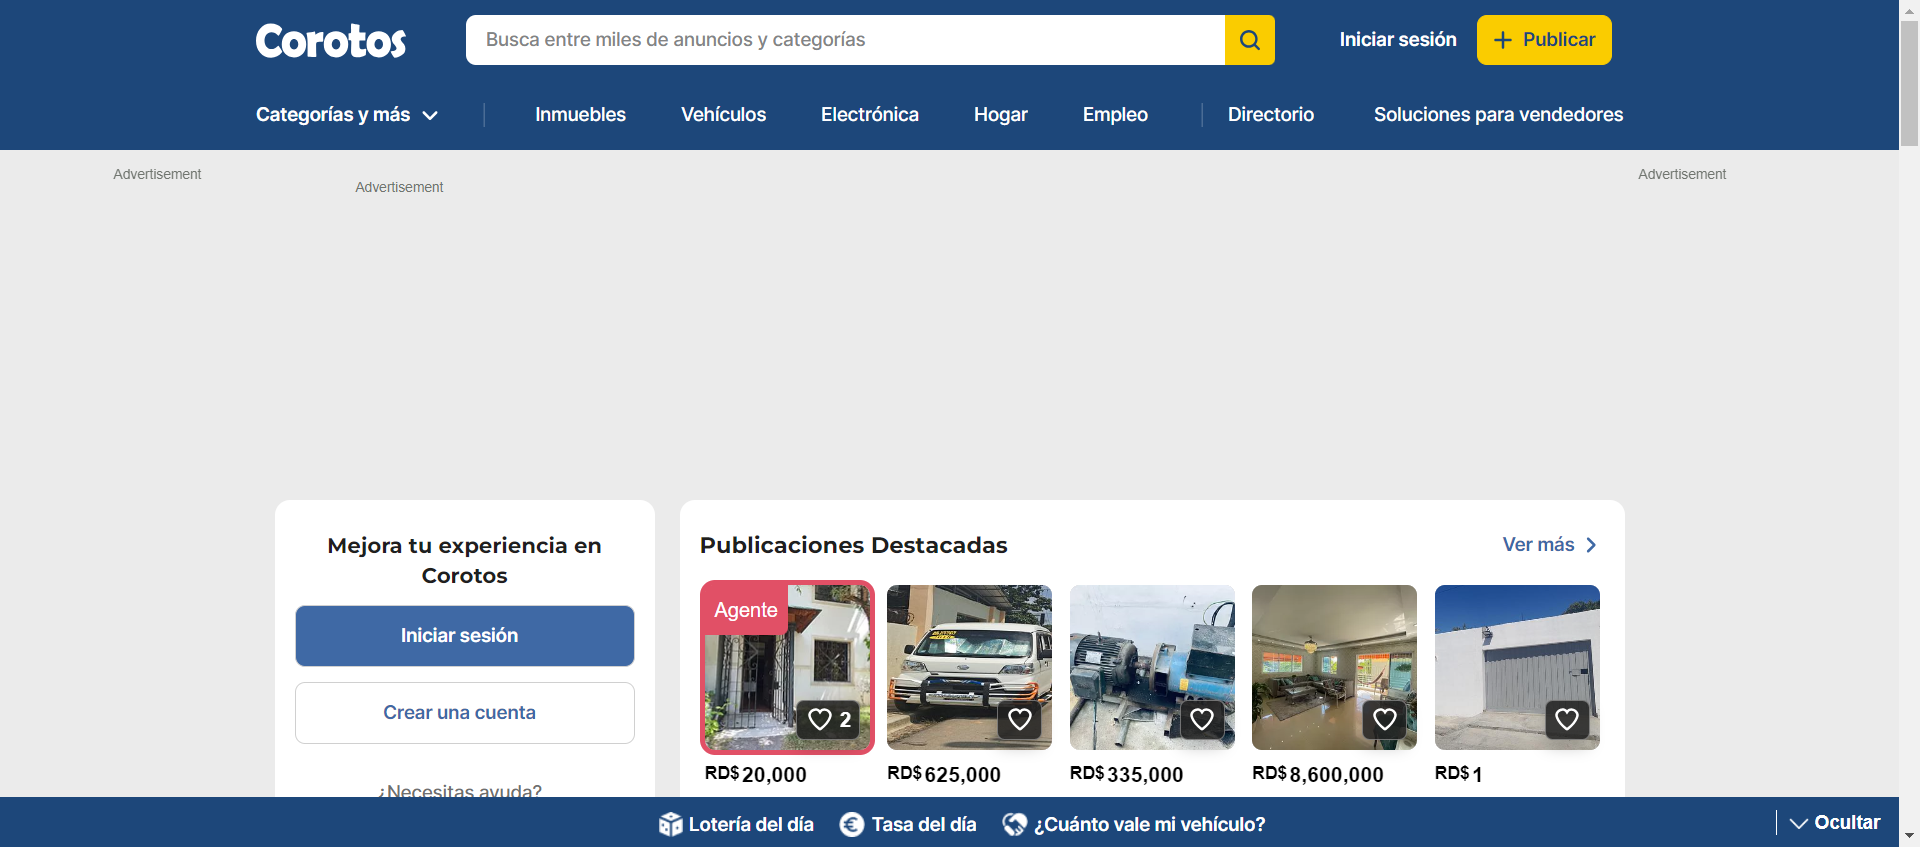 Corotos
Busca entre miles de anuncios y categorías
Iniciar sesión
Publicar
Categorías y más
Inmuebles
Vehículos
Electrónica
Hogar
Empleo
Directorio
Soluciones para vendedores
Advertisement
Advertisement
Advertisement
Mejora tu experiencia en
Corotos
Iniciar sesión
Crear una cuenta
¿Necesitas ayuda?
Publicaciones Destacadas
Ver más
Agente
2
RD$ 20,000
RD$ 625,000
RD$ 335,000
RD$ 8,600,000
RD$ 1
Lotería del día
Tasa del día
¿Cuánto vale mi vehículo?
Ocultar